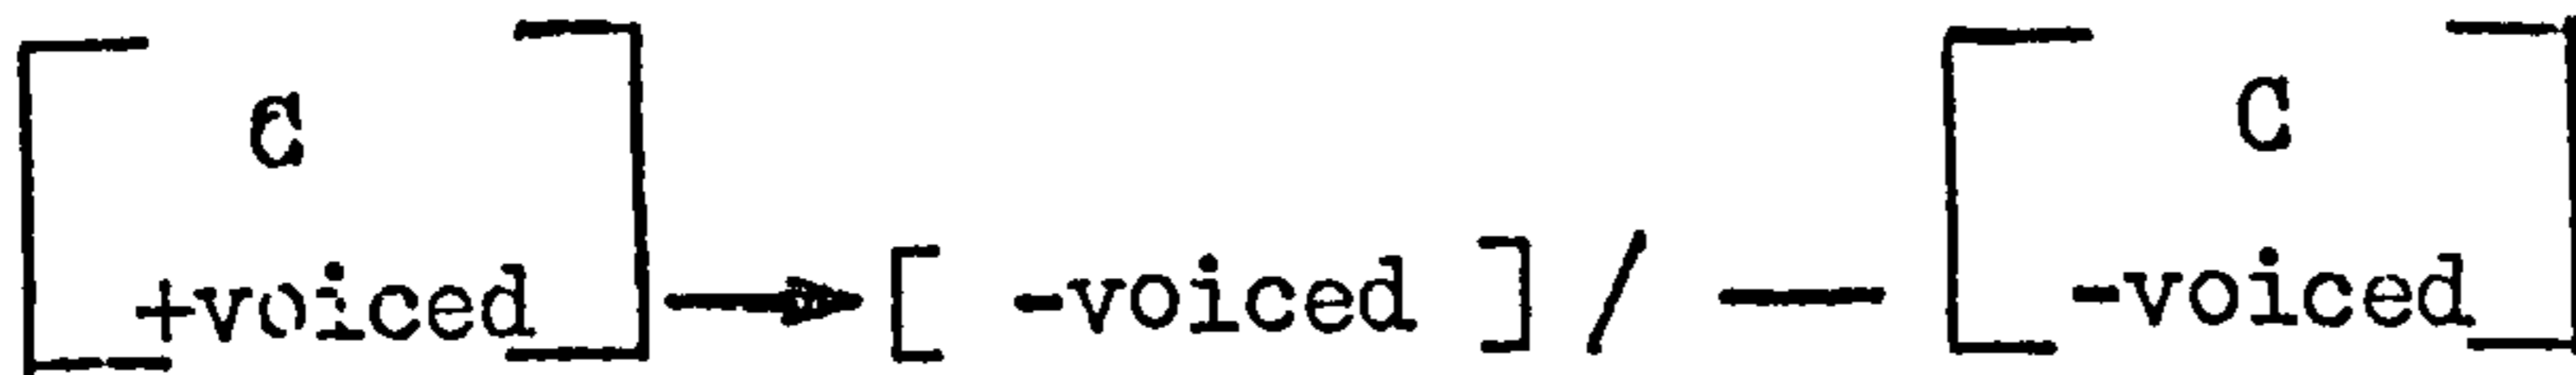 C C
+voiced → [ -voiced ] / — -voiced